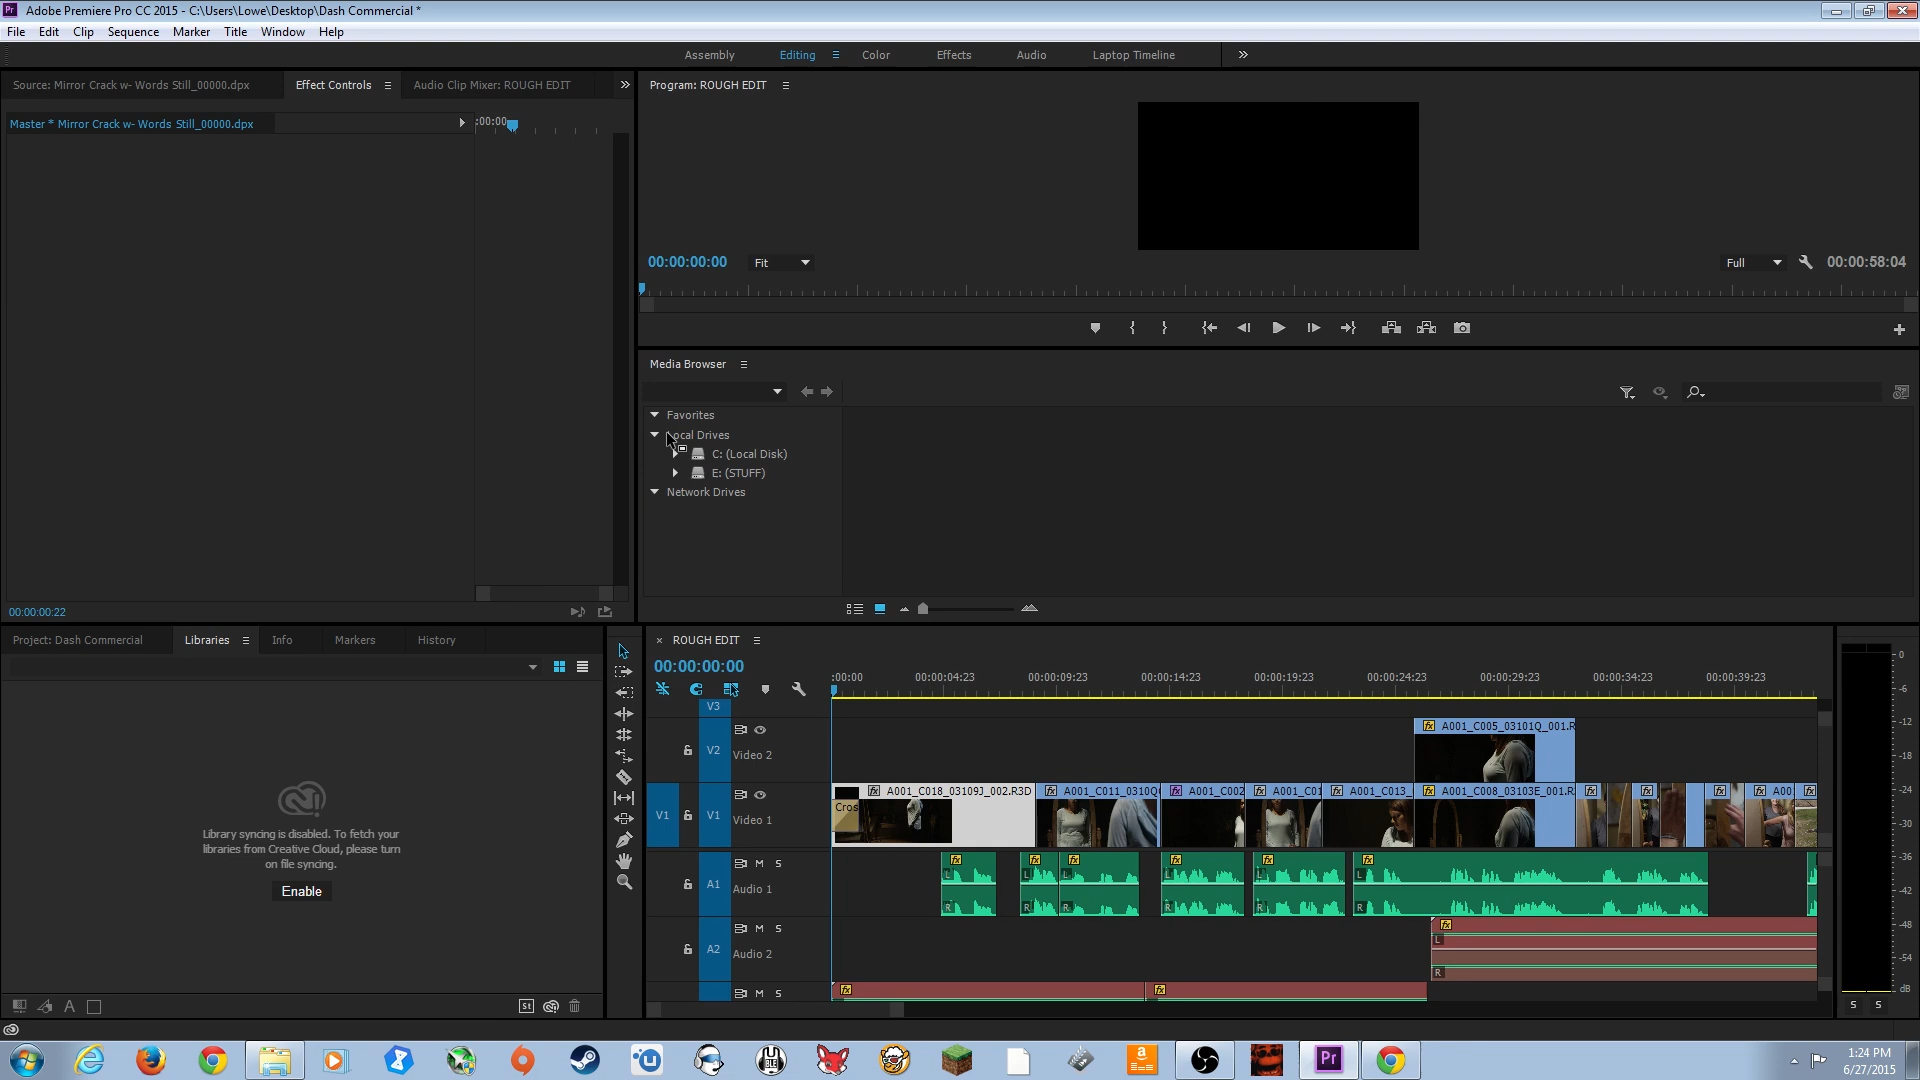 Adobe Premiere Pro CC 2015 - C:\Users\Lowe\Desktop\Dash Commercial *
File Edit Clip Sequence Marker Title Window Help
Assembly Editing Color Effects Audio Laptop Timeline
Source: Mirror Crack w- Words Still_00000.dpx Effect Controls Audio Clip Mixer: ROUGH EDIT
Program: ROUGH EDIT
Master * Mirror Crack w- Words Still_00000.dpx
:00:00
00:00:00:00 Fit Full 00:00:58:04
Media Browser
Favorites
Local Drives
C: (Local Disk)
E: (STUFF)
Network Drives
00:00:00:22
Project: Dash Commercial Libraries Info Markers History
Library syncing is disabled. To fetch your
libraries from Creative Cloud, please turn
on file syncing.
Enable
ROUGH EDIT
00:00:00:00
:00:00 00:00:04:23 00:00:09:23 00:00:14:23 00:00:19:23 00:00:24:23 00:00:29:23 00:00:34:23 00:00:39:23
V3
V2 Video 2
A001_C005_03101Q_001.R
V1 V1 Video 1
Cros
A001_C018_03109J_002.R3D
A001_C011_0310Q
A001_C002
A001_C01
A001_C013_
A001_C008_03103E_001.R
A00
A1 M S
Audio 1
L R
A2 M S
Audio 2
L
R
M S
0
-6
-12
-18
-24
-30
-36
-42
-48
-54
dB
S S
St
Pr
1:24 PM
6/27/2015